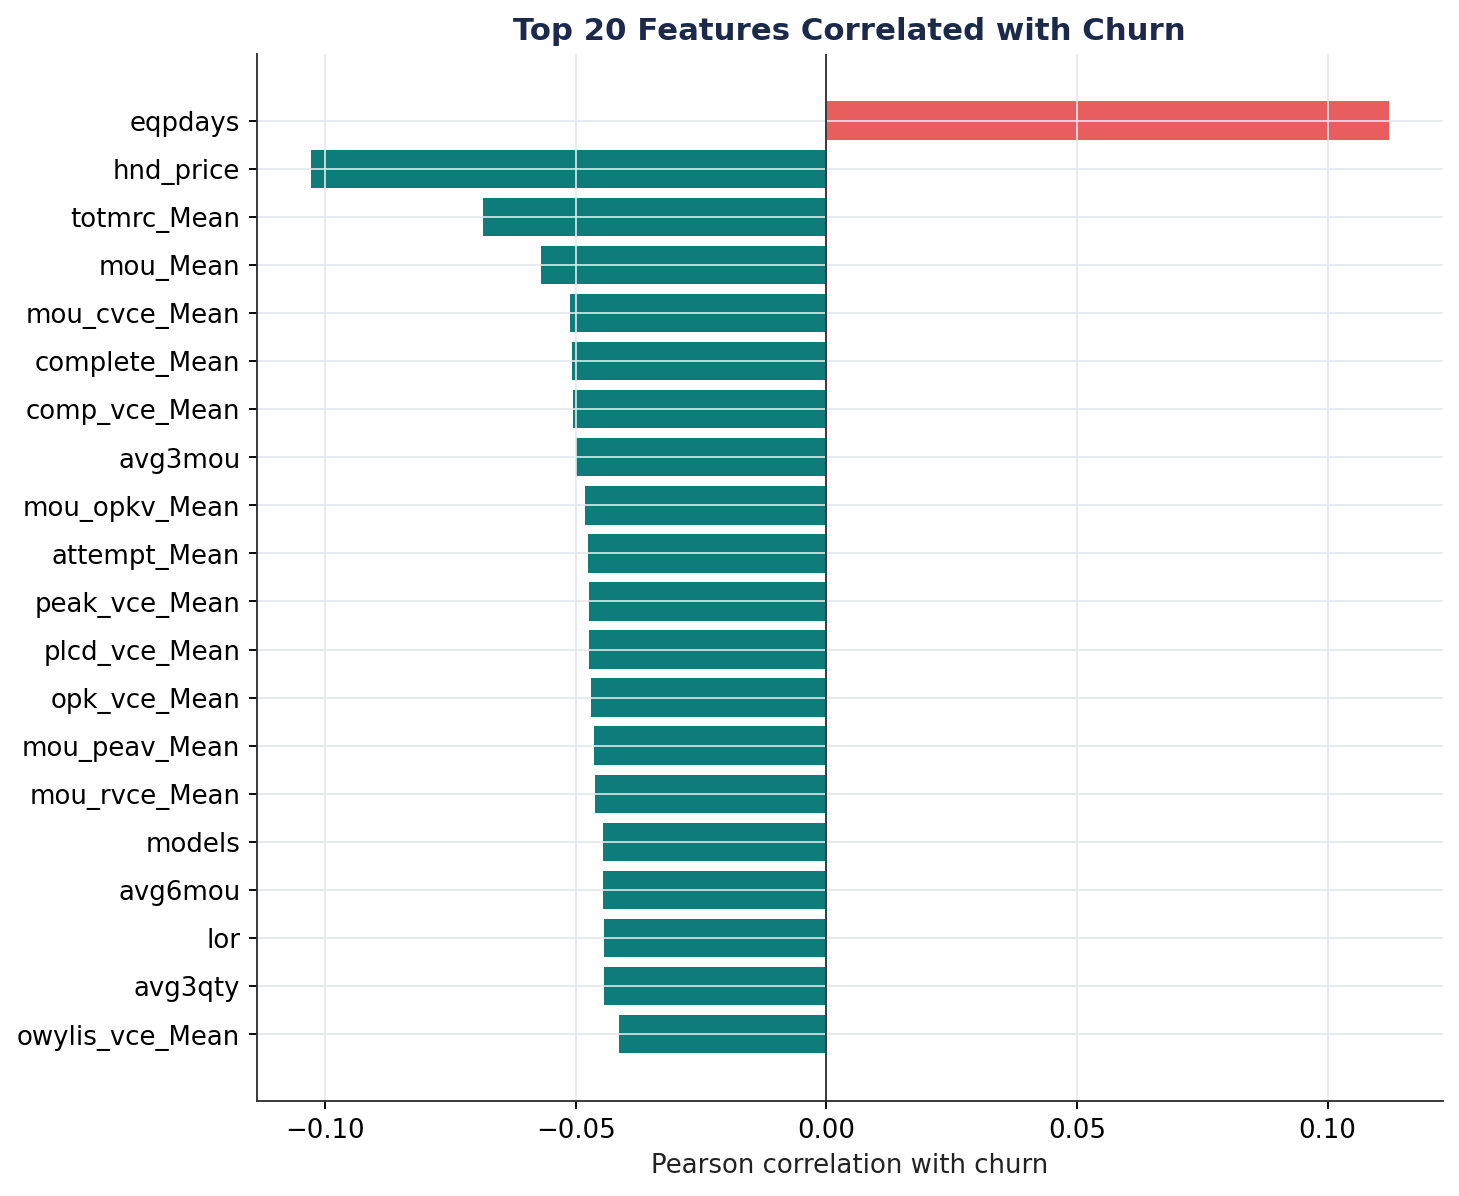 Top 20 Features Correlated with Churn
eqpdays
hnd_price
totmrc_Mean
mou_Mean
mou_cvce_Mean
complete_Mean
comp_vce_Mean
avg3mou
mou_opkv_Mean
attempt_Mean
peak_vce_Mean
plcd_vce_Mean
opk_vce_Mean
mou_peav_Mean
mou_rvce_Mean
models
avg6mou
lor
avg3qty
owylis_vce_Mean
−0.10 −0.05 0.00 0.05 0.10
Pearson correlation with churn